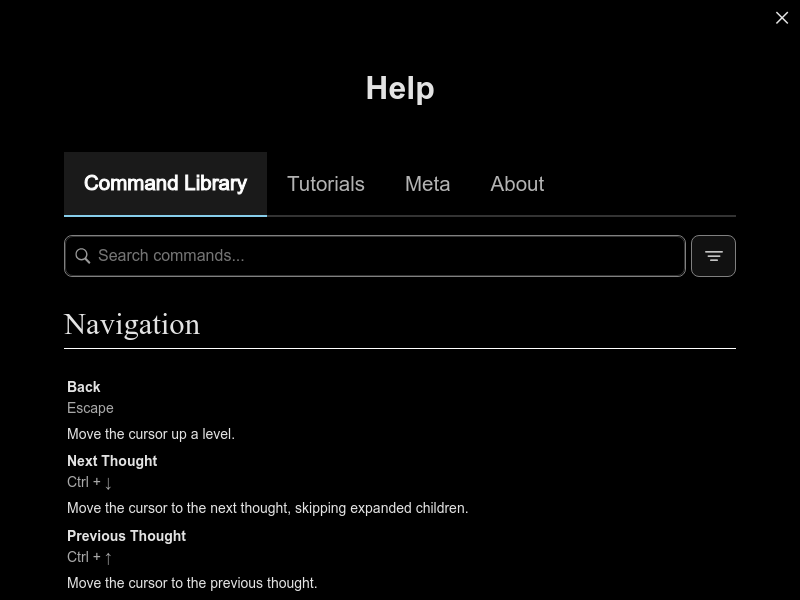 Help
Command Library Tutorials Meta About
Search commands...
Navigation
Back
Escape
Move the cursor up a level.
Next Thought
Ctrl + ↓
Move the cursor to the next thought, skipping expanded children.
Previous Thought
Ctrl + ↑
Move the cursor to the previous thought.